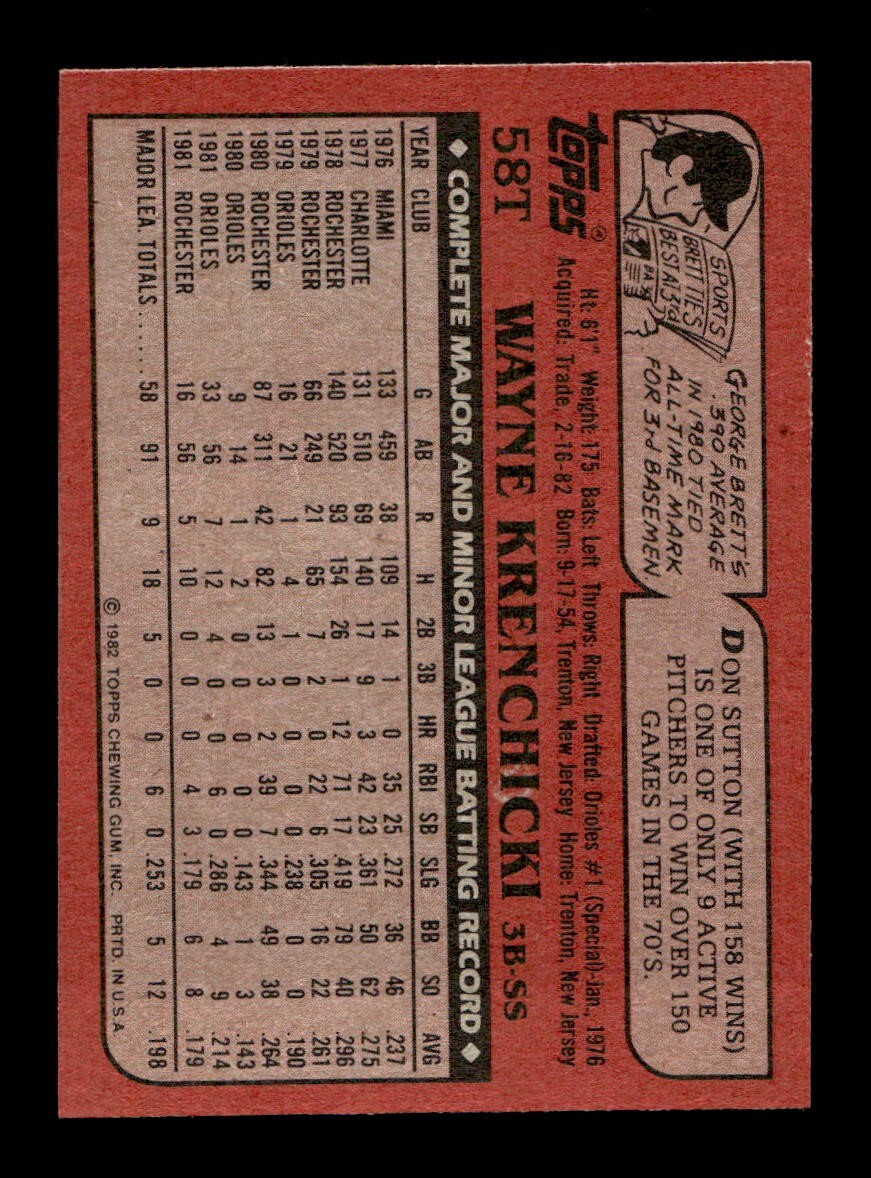 SPORTS
BRETT TIES
BEST AL 3rd
GEORGE BRETT'S
.390 AVERAGE
IN 1980 TIED
ALL-TIME MARK
FOR 3rd BASEMEN
DON SUTTON (WITH 158 WINS)
IS ONE OF ONLY 9 ACTIVE
PITCHERS TO WIN OVER 150
GAMES IN THE 70'S.
TOPPS®
Ht: 6'1" Weight: 175 Bats: Left Throws: Right Drafted: Orioles #1 (Special)-Jan., 1976
Acquired: Trade, 2-16-82 Born: 9-17-54, Trenton, New Jersey Home: Trenton, New Jersey
58T WAYNE KRENCHICKI 3B-SS
◆ COMPLETE MAJOR AND MINOR LEAGUE BATTING RECORD ◆
YEAR CLUB G AB R H 2B 3B HR RBI SB SLG BB SO AVG
1976 MIAMI 133 459 38 109 14 1 0 35 25 .272 36 46 .237
1977 CHARLOTTE 131 510 69 140 17 9 3 42 23 .361 50 62 .275
1978 ROCHESTER 140 520 93 154 26 1 12 71 17 .419 79 40 .296
1979 ROCHESTER 66 249 21 65 7 2 0 22 6 .305 16 22 .261
1979 ORIOLES 16 21 1 4 1 0 0 0 0 .238 0 0 .190
1980 ROCHESTER 87 311 42 82 13 3 2 39 7 .344 49 38 .264
1980 ORIOLES 9 14 1 2 0 0 0 0 0 .143 1 3 .143
1981 ORIOLES 33 56 7 12 4 0 0 6 0 .286 4 9 .214
1981 ROCHESTER 16 56 5 10 0 0 0 4 3 .179 6 8 .179
MAJOR LEA. TOTALS...... 58 91 9 18 5 0 0 6 0 .253 5 12 .198
© 1982 TOPPS CHEWING GUM, INC. PRTD. IN U.S.A.